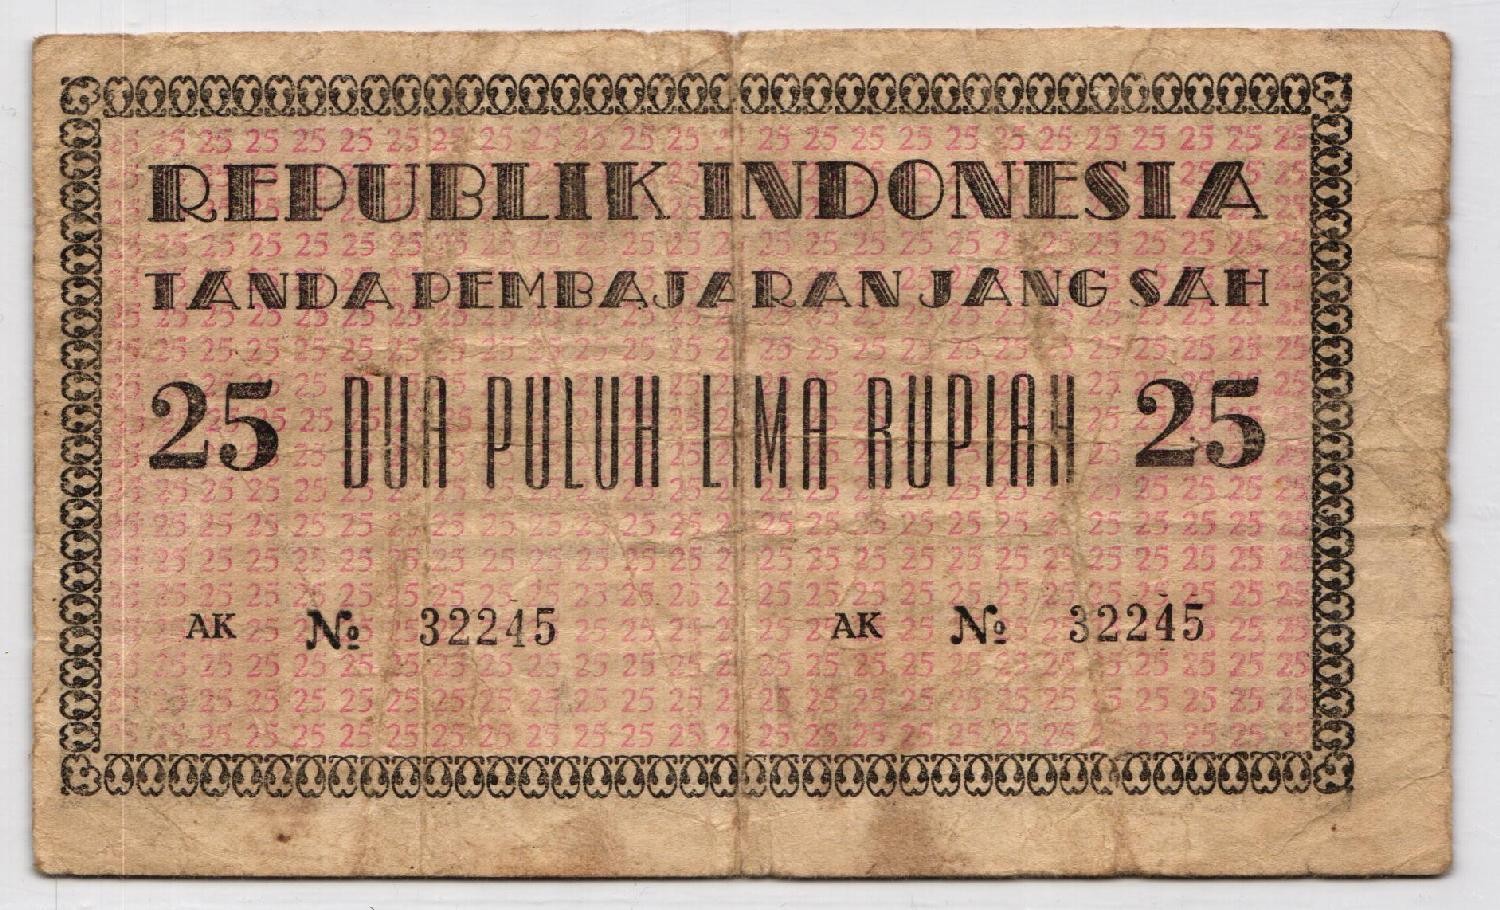 REPUBLIK INDONESIA
TANDA PEMBAJARAN JANG SAH
25 DUA PULUH LIMA RUPIAH 25
AK № 32245 AK № 32245